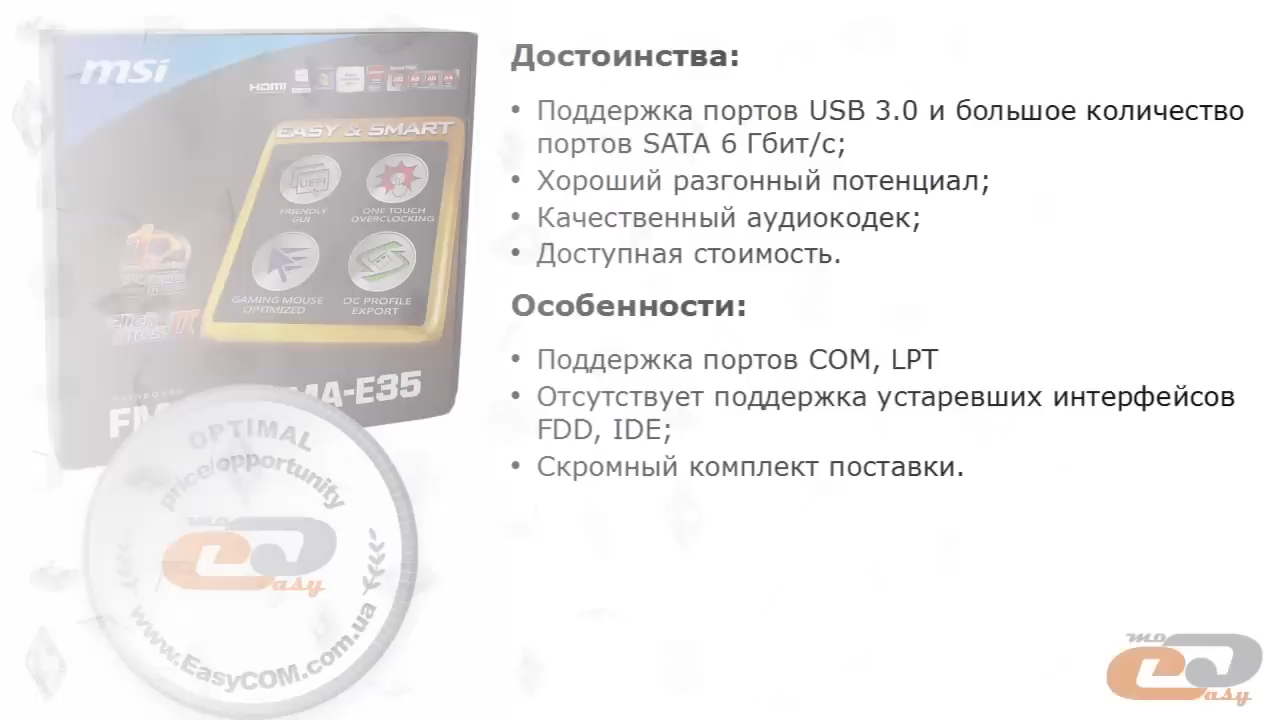 msi
HDMI
EASY & SMART
UEFI
FRIENDLY
GUI
ONE-TOUCH
OVERCLOCKING
GAMING MOUSE
OPTIMIZED
OC PROFILE
EXPORT
MA-E35
OPTIMAL
price/opportunity
easy
www.EasyCOM.com.ua
Достоинства:
• Поддержка портов USB 3.0 и большое количество
портов SATA 6 Гбит/с;
• Хороший разгонный потенциал;
• Качественный аудиокодек;
• Доступная стоимость.
Особенности:
• Поддержка портов COM, LPT
• Отсутствует поддержка устаревших интерфейсов
FDD, IDE;
• Скромный комплект поставки.
easy